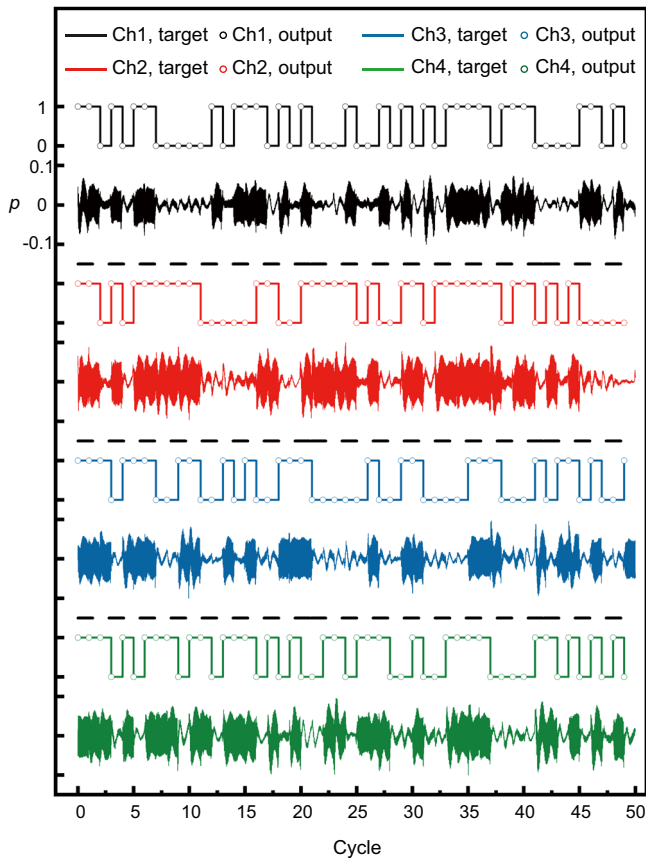 Ch1, target Ch1, output Ch3, target Ch3, output
Ch2, target Ch2, output Ch4, target Ch4, output
1
0
0.1
p 0
-0.1
0 5 10 15 20 25 30 35 40 45 50
Cycle